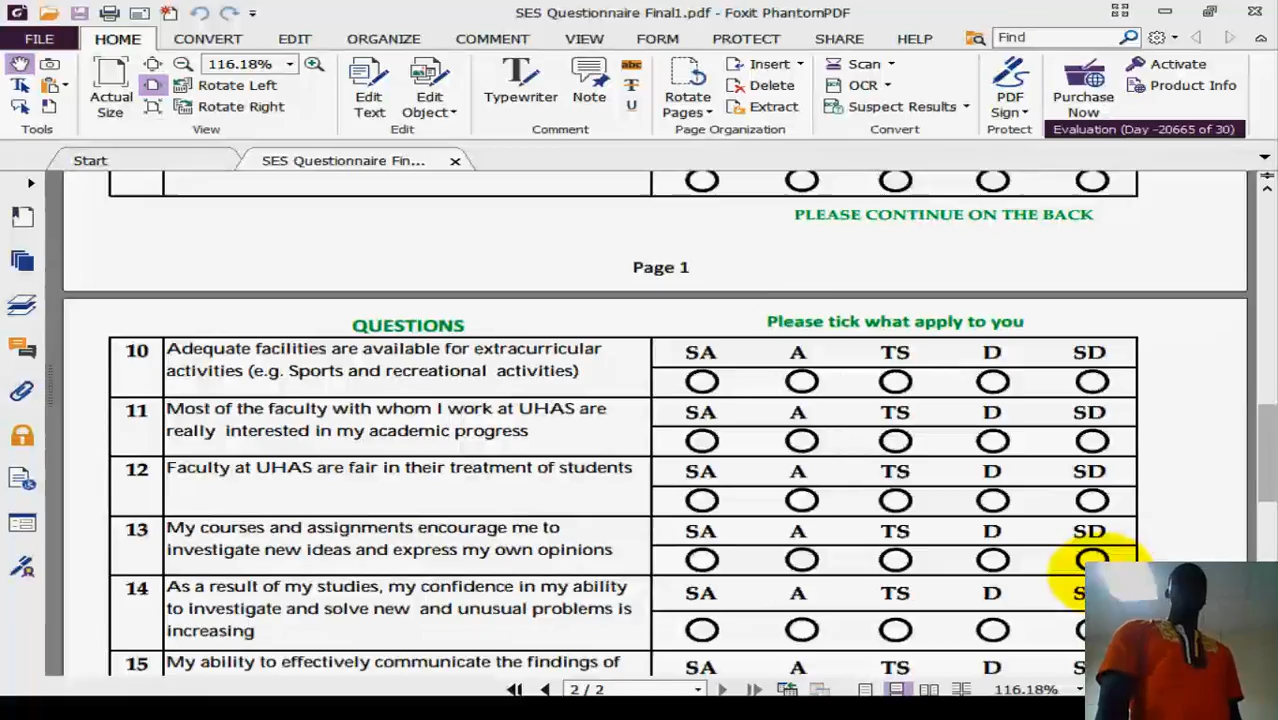 SES Questionnaire Final1.pdf - Foxit PhantomPDF
FILE HOME CONVERT EDIT ORGANIZE COMMENT VIEW FORM PROTECT SHARE HELP Find
116.18%
Actual Size
Rotate Left
Rotate Right
Edit Text
Edit Object
Typewriter
Note
abc
T
U
Rotate Pages
Insert
Delete
Extract
Scan
OCR
Suspect Results
PDF Sign
Purchase Now
Activate
Product Info
Tools View Edit Comment Page Organization Convert Protect Evaluation (Day -20665 of 30)
Start SES Questionnaire Fin...
PLEASE CONTINUE ON THE BACK
Page 1
QUESTIONS Please tick what apply to you
10 Adequate facilities are available for extracurricular SA A TS D SD
activities (e.g. Sports and recreational activities)
11 Most of the faculty with whom I work at UHAS are SA A TS D SD
really interested in my academic progress
12 Faculty at UHAS are fair in their treatment of students SA A TS D SD
13 My courses and assignments encourage me to SA A TS D SD
investigate new ideas and express my own opinions
14 As a result of my studies, my confidence in my ability SA A TS D
to investigate and solve new and unusual problems is
increasing
15 My ability to effectively communicate the findings of SA A TS D
2 / 2 116.18%